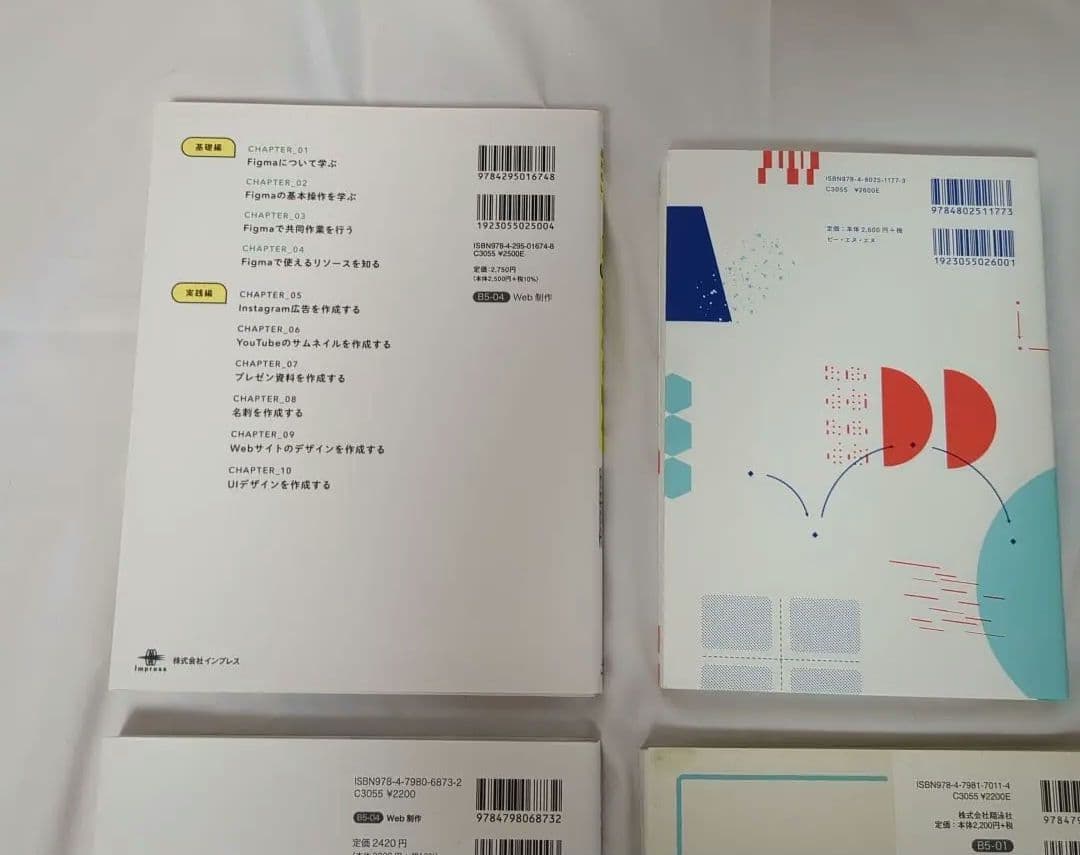 基礎編
CHAPTER_01
Figmaについて学ぶ
CHAPTER_02
Figmaの基本操作を学ぶ
CHAPTER_03
Figmaで共同作業を行う
CHAPTER_04
Figmaで使えるリソースを知る
実践編
CHAPTER_05
Instagram広告を作成する
CHAPTER_06
YouTubeのサムネイルを作成する
CHAPTER_07
プレゼン資料を作成する
CHAPTER_08
名刺を作成する
CHAPTER_09
Webサイトのデザインを作成する
CHAPTER_10
UIデザインを作成する
9784295016748
1923055025004
ISBN978-4-295-01674-8
C3055 ¥2500E
定価：2,750円
（本体2,500円＋税10%）
B5-04 Web 制作
Impress 株式会社インプレス
ISBN978-4-8025-1177-3
C3055 ¥2600E
9784802511773
定価：本体2,600円＋税
ビー・エヌ・エヌ
1923055026001
ISBN978-4-7980-6873-2
C3055 ¥2200
B5-04 Web 制作
9784798068732
定価 2420円
ISBN978-4-7981-7011-4
C3055 ¥2200E
株式会社翔泳社
定価：本体2,200円＋税
B5-01